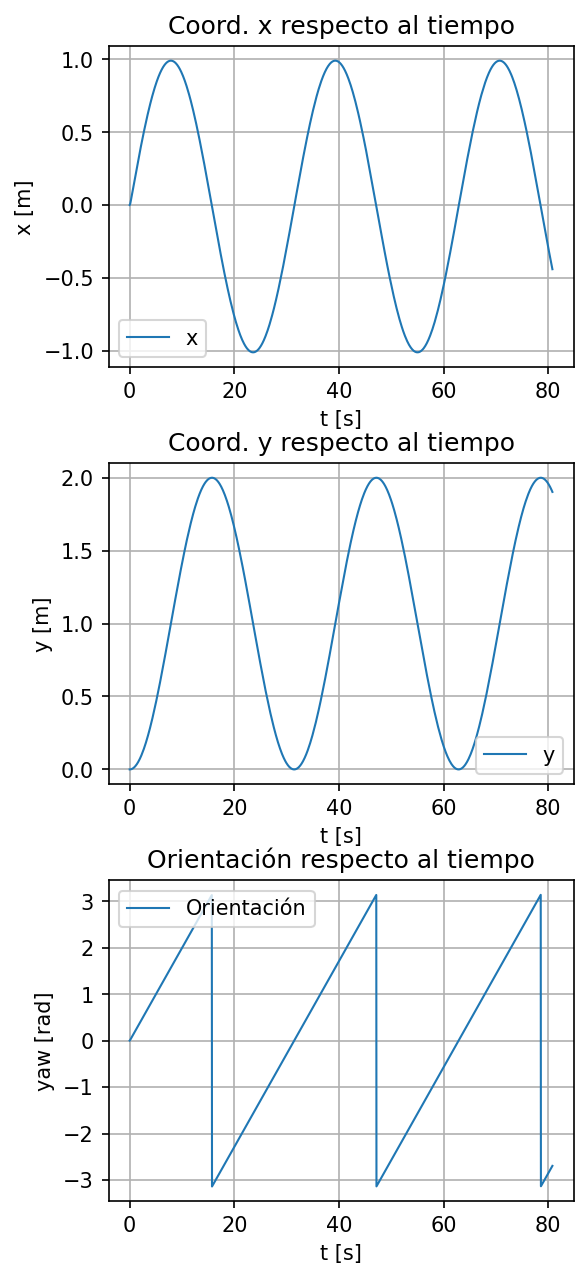 Coord. x respecto al tiempo
1.0
0.5
0.0
−0.5
−1.0
x [m]
x
0 20 40 60 80
t [s]
Coord. y respecto al tiempo
2.0
1.5
1.0
0.5
0.0
y [m]
y
0 20 40 60 80
t [s]
Orientación respecto al tiempo
3
2
1
0
−1
−2
−3
yaw [rad]
Orientación
0 20 40 60 80
t [s]